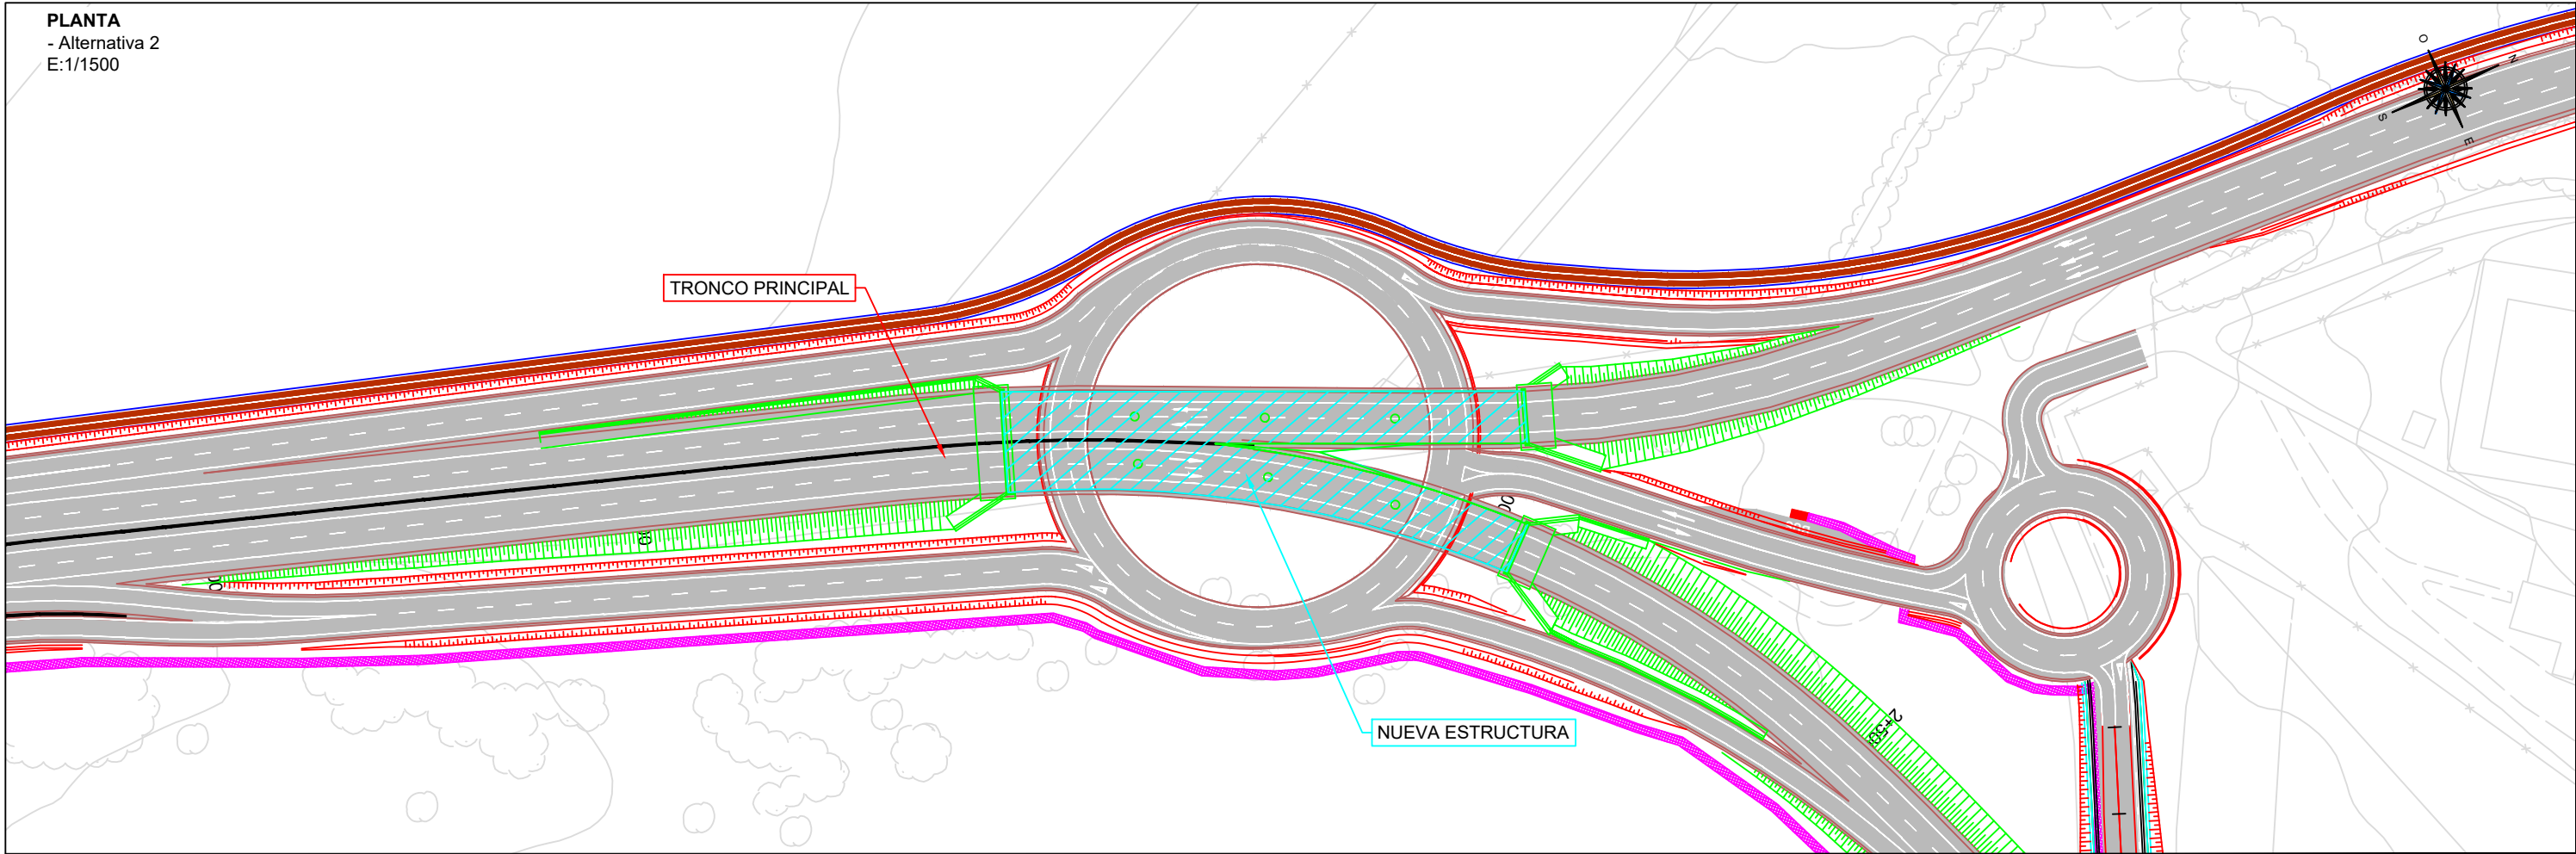 PLANTA
- Alternativa 2
E:1/1500
O
N
S
E
TRONCO PRINCIPAL
NUEVA ESTRUCTURA